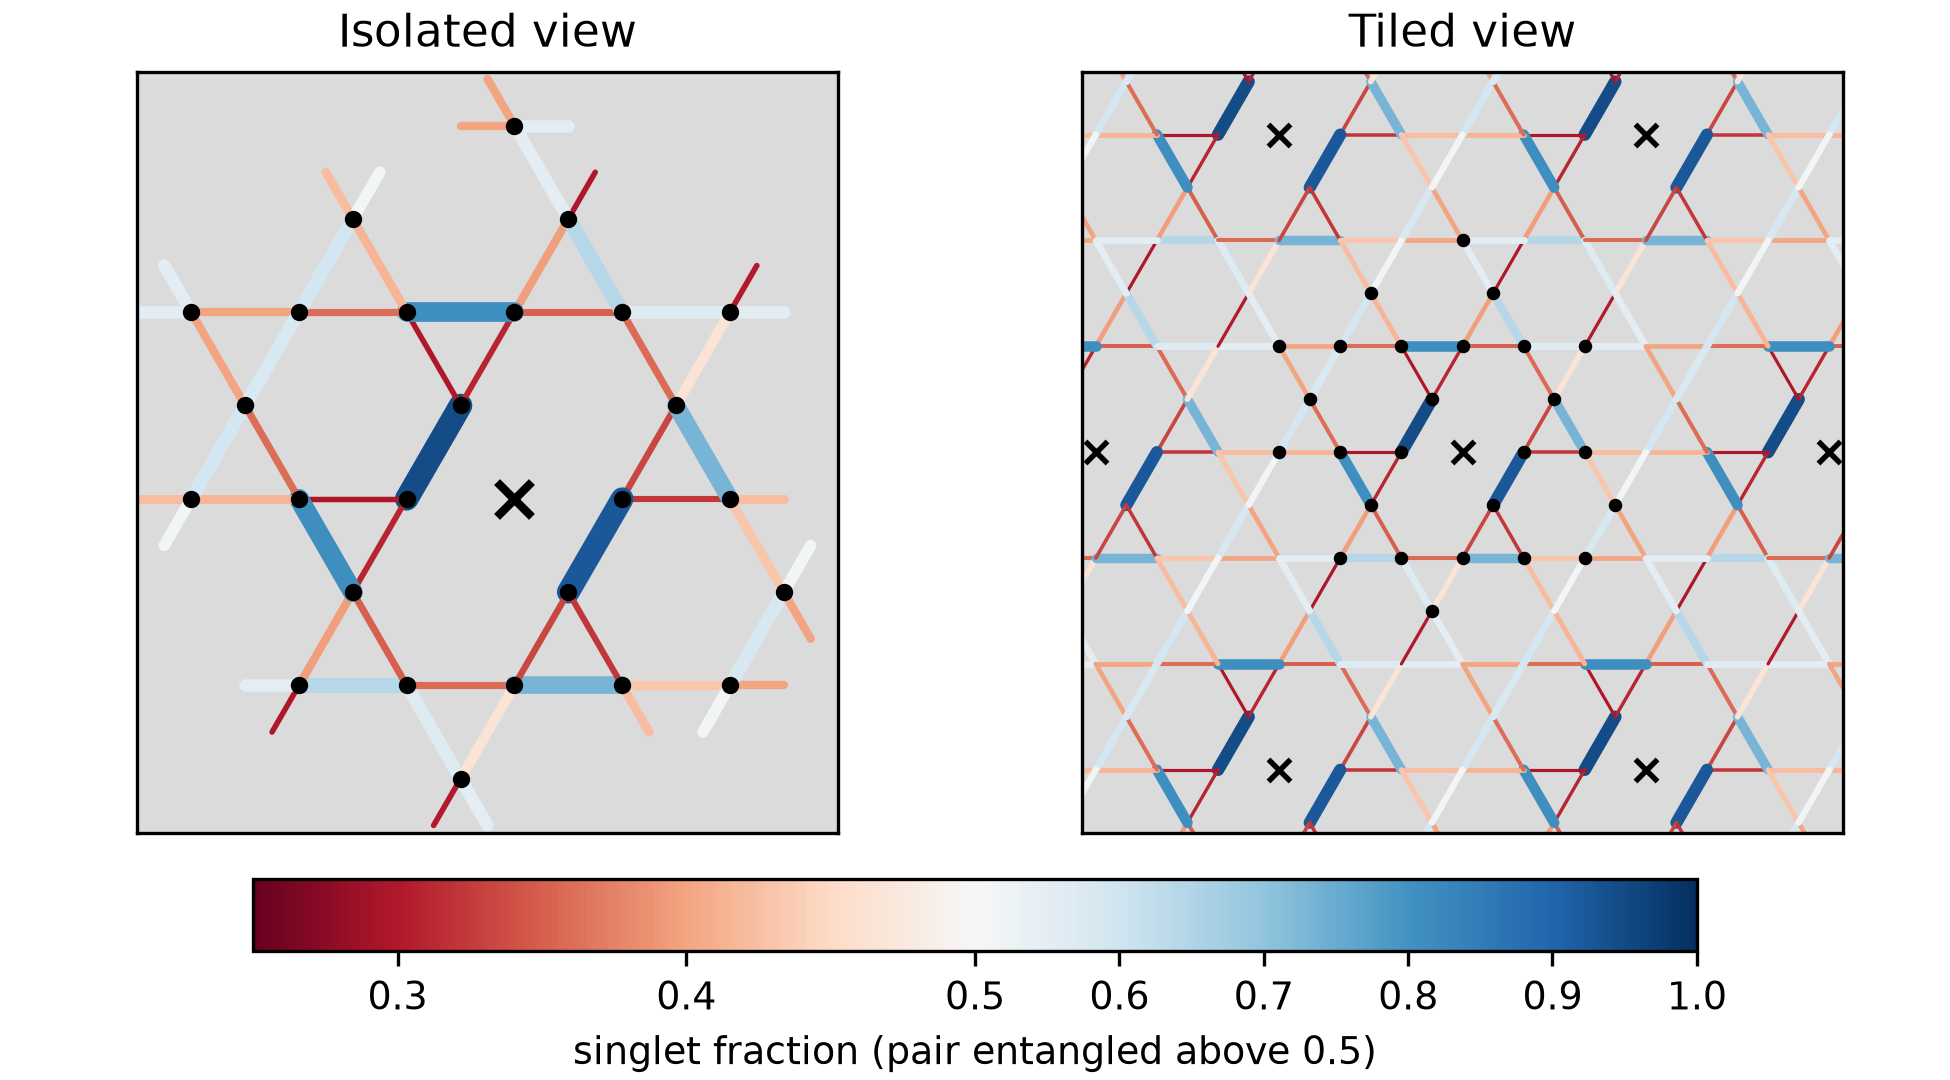 Isolated view
Tiled view
0.3 0.4 0.5 0.6 0.7 0.8 0.9 1.0
singlet fraction (pair entangled above 0.5)